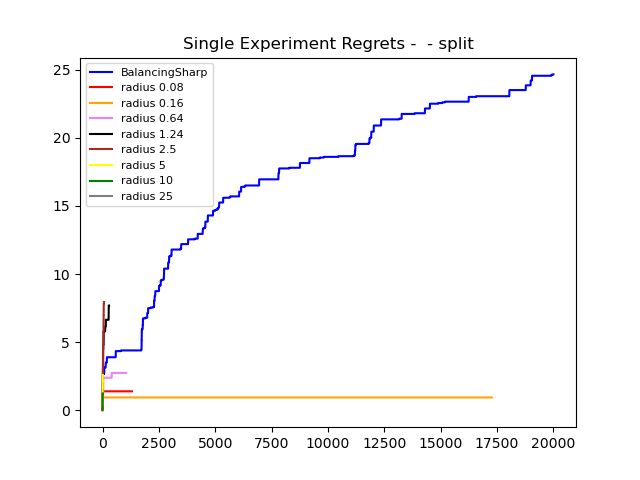 Single Experiment Regrets -  - split
BalancingSharp
radius 0.08
radius 0.16
radius 0.64
radius 1.24
radius 2.5
radius 5
radius 10
radius 25
25
20
15
10
5
0
0 2500 5000 7500 10000 12500 15000 17500 20000